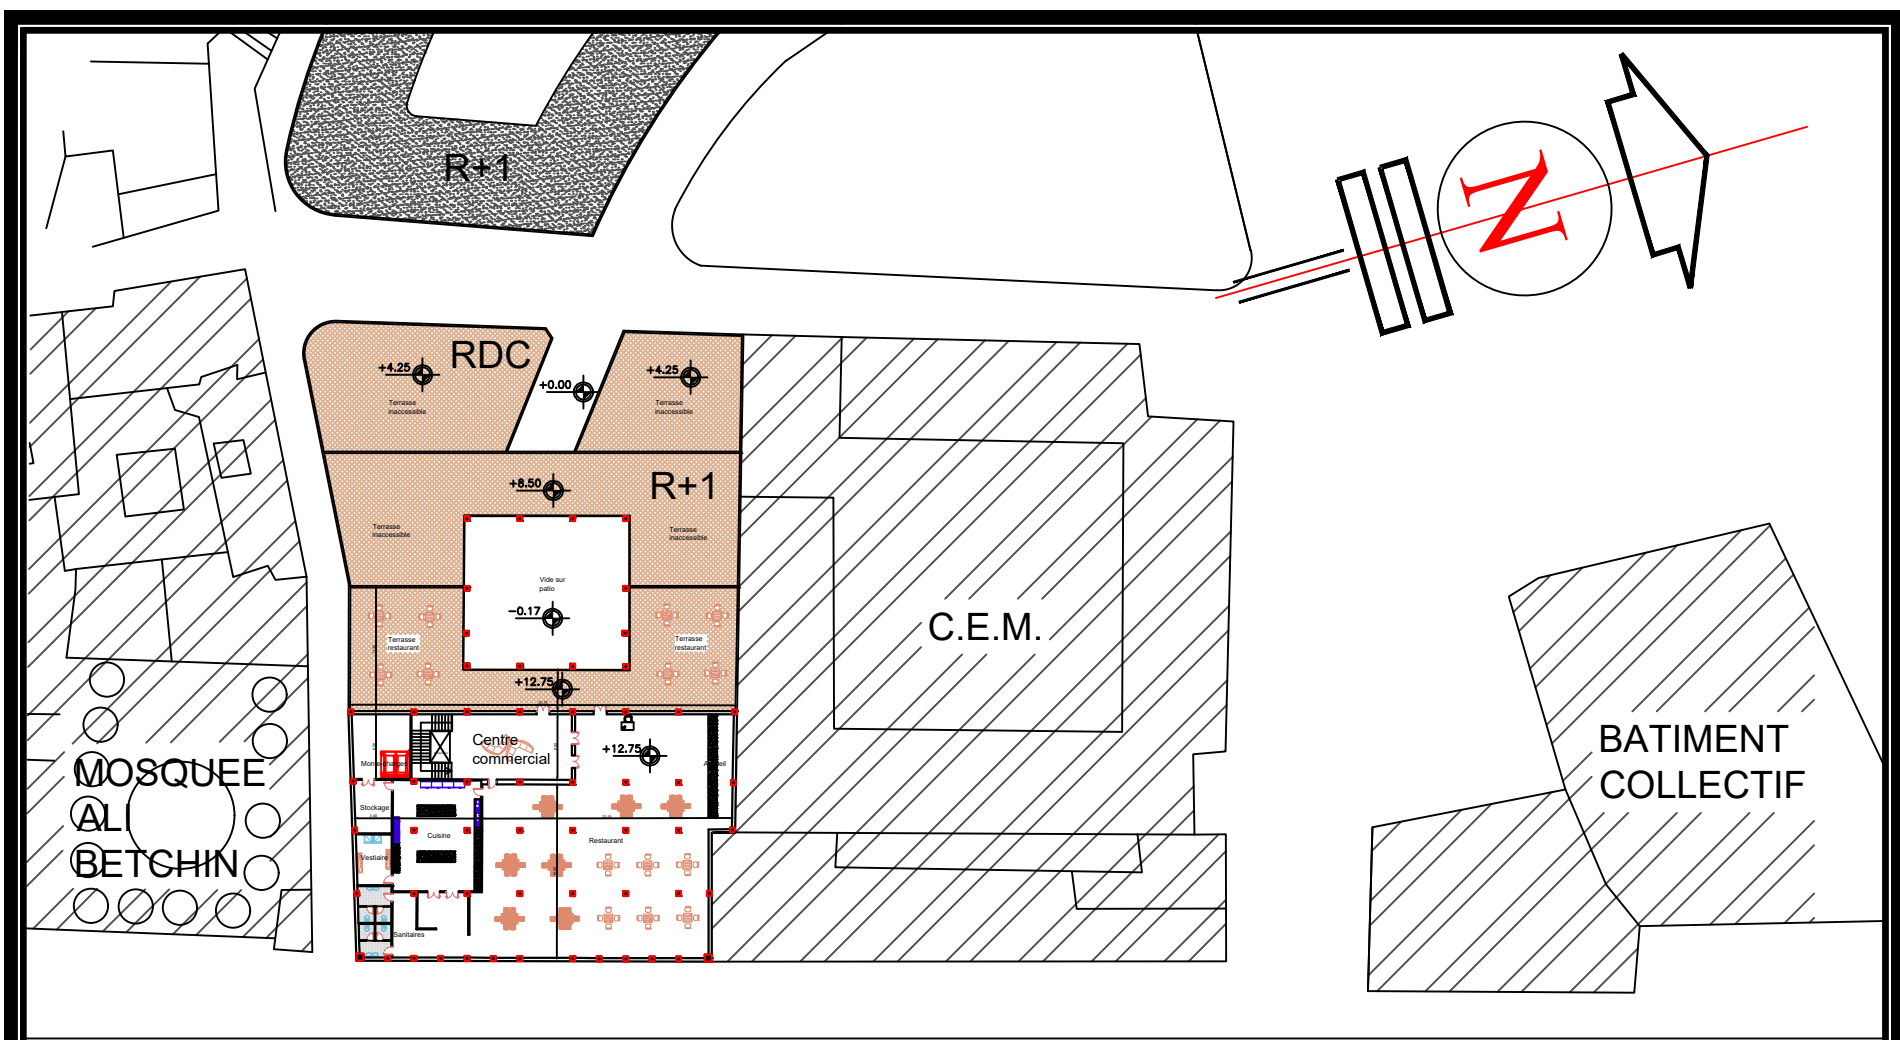 R+1
N
RDC
+4.25
Terrasse
Inaccessible
+0.00
+4.25
Terrasse
Inaccessible
R+1
+8.50
Terrasse
inaccessible
Terrasse
inaccessible
Vide sur
patio
-0.17
Terrasse
restaurant
Terrasse
restaurant
+12.75
C.E.M.
Centre
commercial
+12.75
Stockage
Cuisine
Restaurant
Vestiaire
Sanitaires
MOSQUEE
ALI
BETCHIN
BATIMENT
COLLECTIF